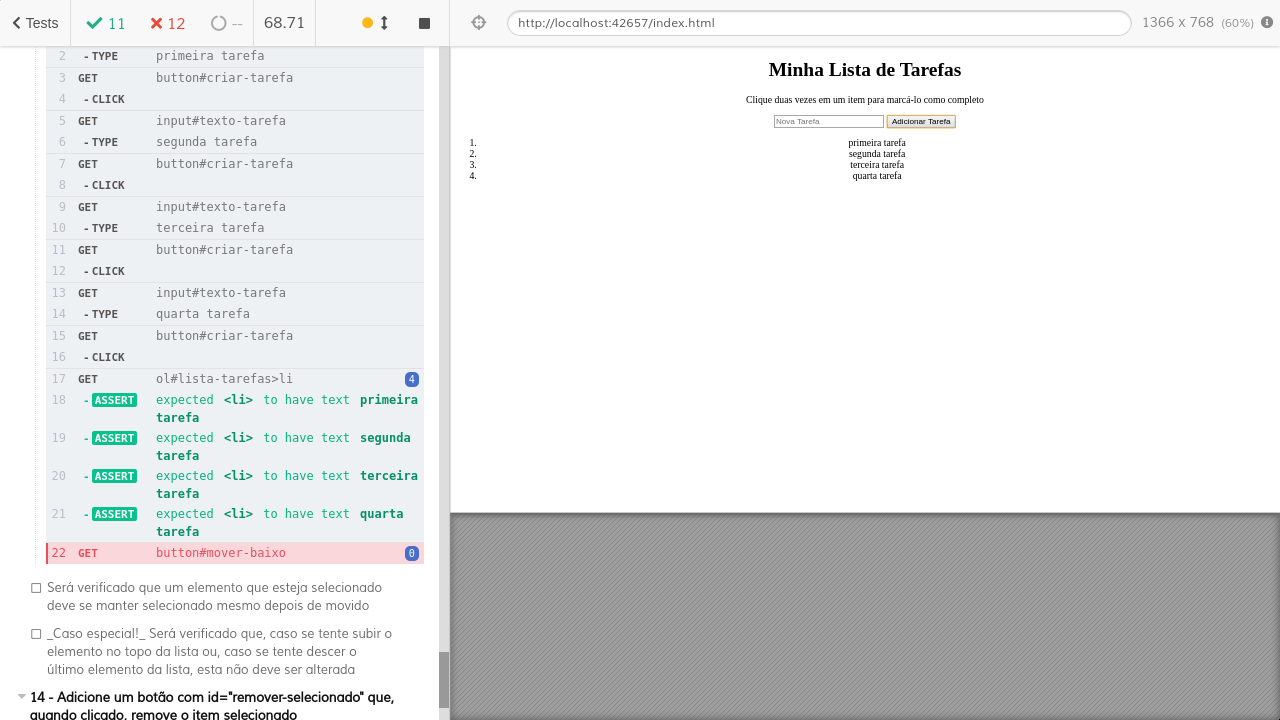 Tests 11 12 -- 68.71
http://localhost:42657/index.html 1366 x 768 (60%)
2 - TYPE primeira tarefa
3 GET button#criar-tarefa
4 - CLICK
5 GET input#texto-tarefa
6 - TYPE segunda tarefa
7 GET button#criar-tarefa
8 - CLICK
9 GET input#texto-tarefa
10 - TYPE terceira tarefa
11 GET button#criar-tarefa
12 - CLICK
13 GET input#texto-tarefa
14 - TYPE quarta tarefa
15 GET button#criar-tarefa
16 - CLICK
17 GET ol#lista-tarefas>li 4
18 - ASSERT expected <li> to have text primeira
tarefa
19 - ASSERT expected <li> to have text segunda
tarefa
20 - ASSERT expected <li> to have text terceira
tarefa
21 - ASSERT expected <li> to have text quarta
tarefa
22 GET button#mover-baixo 0
Será verificado que um elemento que esteja selecionado
deve se manter selecionado mesmo depois de movido
_Caso especial!_ Será verificado que, caso se tente subir o
elemento no topo da lista ou, caso se tente descer o
último elemento da lista, esta não deve ser alterada
14 - Adicione um botão com id="remover-selecionado" que,
quando clicado, remove o item selecionado
Minha Lista de Tarefas
Clique duas vezes em um item para marcá-lo como completo
Nova Tarefa Adicionar Tarefa
1. primeira tarefa
2. segunda tarefa
3. terceira tarefa
4. quarta tarefa